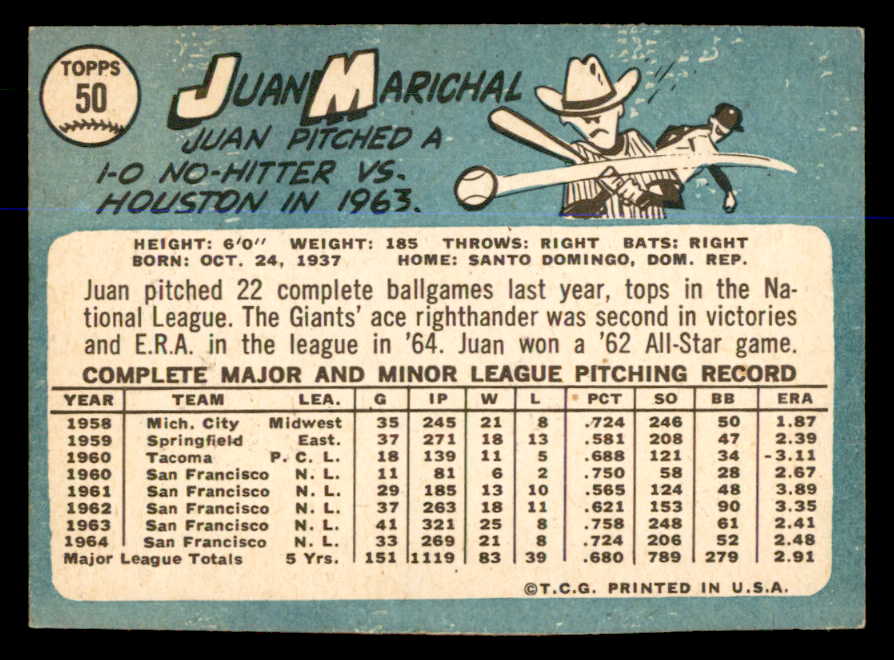 TOPPS
50
JUAN MARICHAL
JUAN PITCHED A
1-0 NO-HITTER VS.
HOUSTON IN 1963.
HEIGHT: 6'0" WEIGHT: 185 THROWS: RIGHT BATS: RIGHT
BORN: OCT. 24, 1937 HOME: SANTO DOMINGO, DOM. REP.
Juan pitched 22 complete ballgames last year, tops in the Na-
tional League. The Giants' ace righthander was second in victories
and E.R.A. in the league in '64. Juan won a '62 All-Star game.
COMPLETE MAJOR AND MINOR LEAGUE PITCHING RECORD
YEAR TEAM LEA. G IP W L PCT SO BB ERA
1958 Mich. City Midwest 35 245 21 8 .724 246 50 1.87
1959 Springfield East. 37 271 18 13 .581 208 47 2.39
1960 Tacoma P. C. L. 18 139 11 5 .688 121 34 -3.11
1960 San Francisco N. L. 11 81 6 2 .750 58 28 2.67
1961 San Francisco N. L. 29 185 13 10 .565 124 48 3.89
1962 San Francisco N. L. 37 263 18 11 .621 153 90 3.35
1963 San Francisco N. L. 41 321 25 8 .758 248 61 2.41
1964 San Francisco N. L. 33 269 21 8 .724 206 52 2.48
Major League Totals 5 Yrs. 151 1119 83 39 .680 789 279 2.91
©T.C.G. PRINTED IN U.S.A.